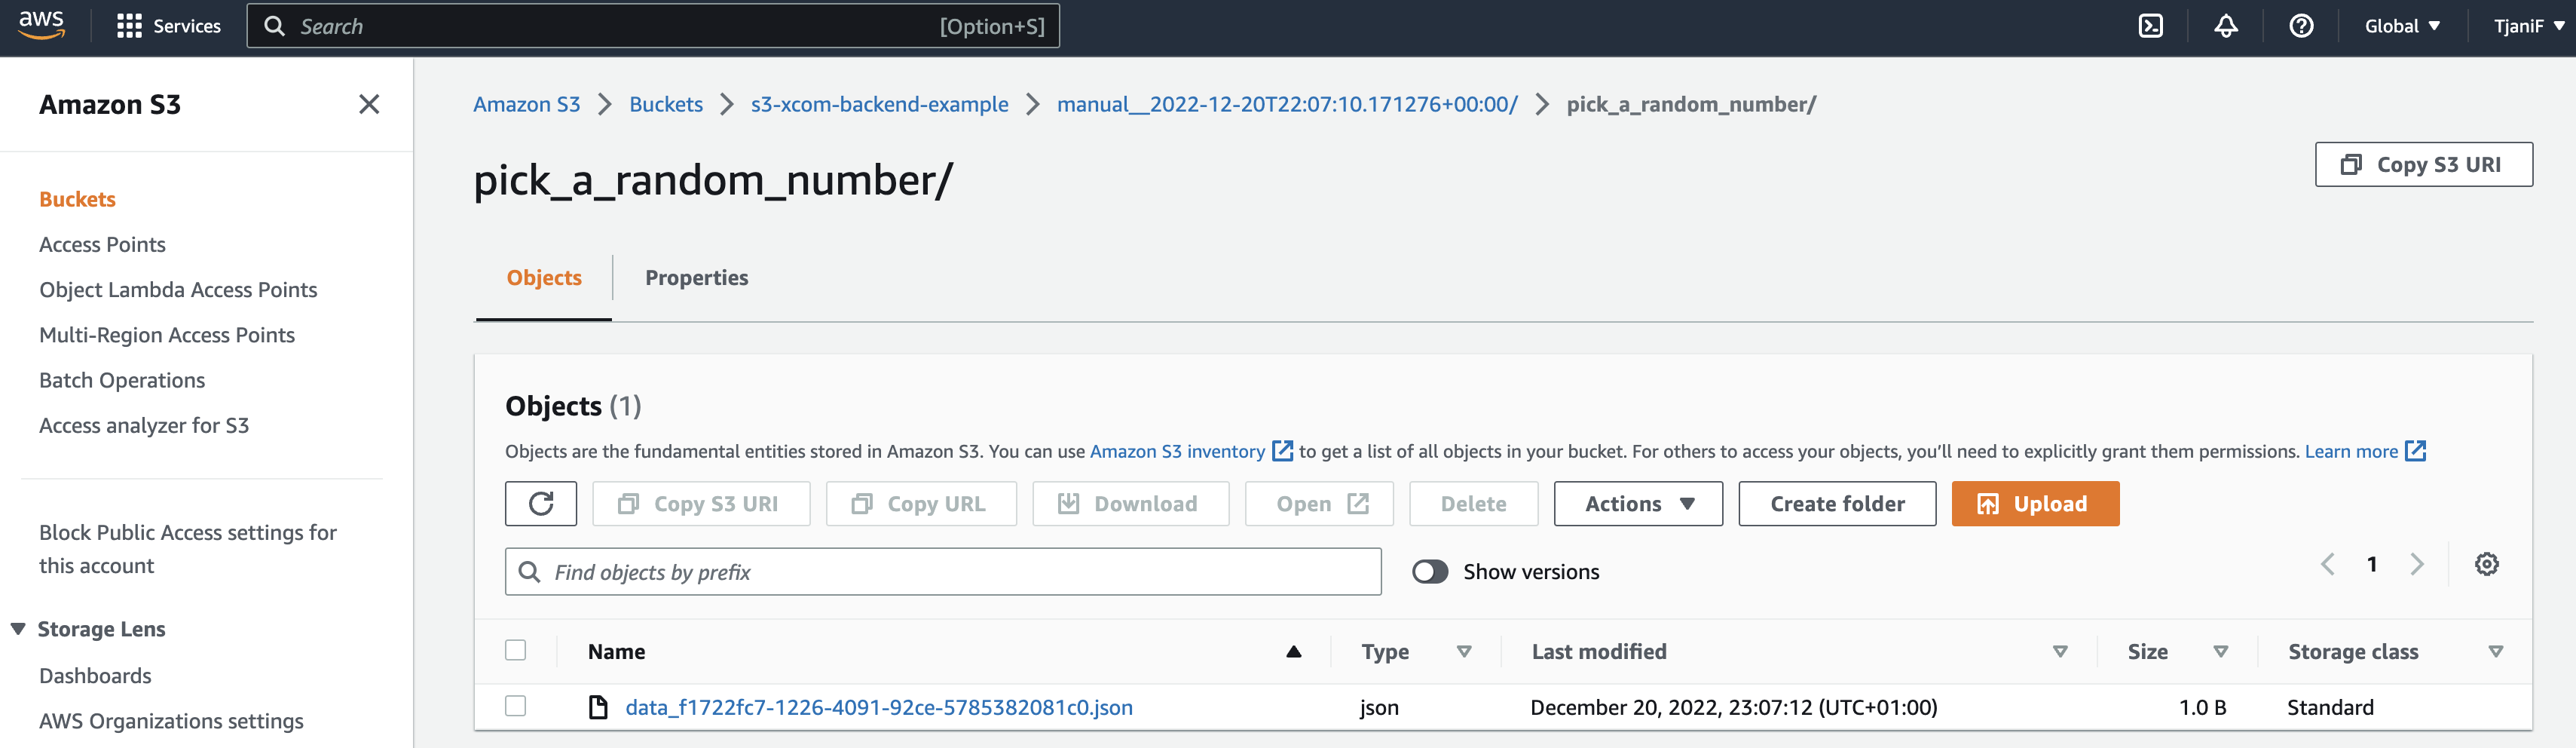 aws Services Search [Option+S] Global TjaniF
Amazon S3
Buckets
Access Points
Object Lambda Access Points
Multi-Region Access Points
Batch Operations
Access analyzer for S3
Block Public Access settings for
this account
Storage Lens
Dashboards
AWS Organizations settings
Amazon S3 Buckets s3-xcom-backend-example manual__2022-12-20T22:07:10.171276+00:00/ pick_a_random_number/
pick_a_random_number/
Copy S3 URI
Objects Properties
Objects (1)
Objects are the fundamental entities stored in Amazon S3. You can use Amazon S3 inventory to get a list of all objects in your bucket. For others to access your objects, you’ll need to explicitly grant them permissions. Learn more
Copy S3 URI Copy URL Download Open Delete Actions Create folder Upload
Find objects by prefix Show versions 1
Name Type Last modified Size Storage class
data_f1722fc7-1226-4091-92ce-5785382081c0.json json December 20, 2022, 23:07:12 (UTC+01:00) 1.0 B Standard